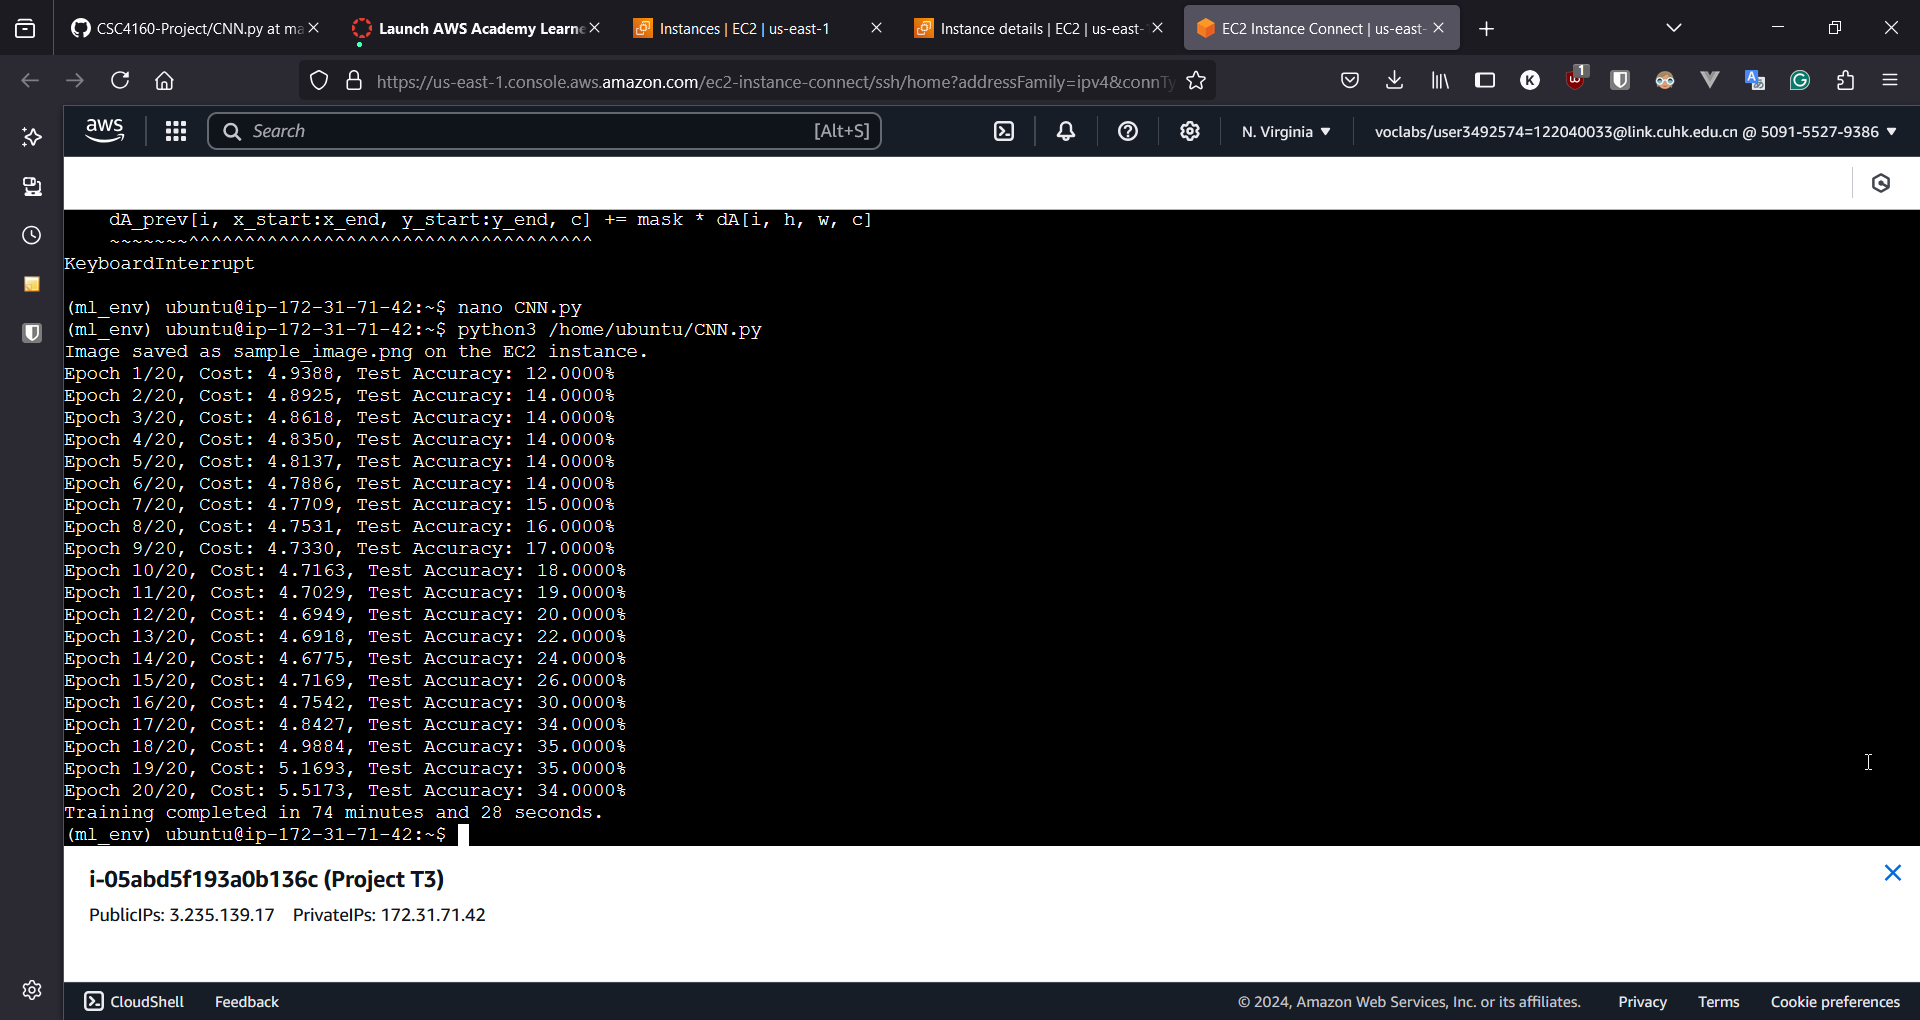 CSC4160-Project/CNN.py at ma
Launch AWS Academy Learne
Instances | EC2 | us-east-1
Instance details | EC2 | us-east-
EC2 Instance Connect | us-east-
https://us-east-1.console.aws.amazon.com/ec2-instance-connect/ssh/home?addressFamily=ipv4&connTy
K
1
aws
Search
[Alt+S]
N. Virginia
voclabs/user3492574=122040033@link.cuhk.edu.cn @ 5091-5527-9386
dA_prev[i, x_start:x_end, y_start:y_end, c] += mask * dA[i, h, w, c]
~~~~~~~^^^^^^^^^^^^^^^^^^^^^^^^^^^^^^^^^^^^
KeyboardInterrupt
(ml_env) ubuntu@ip-172-31-71-42:~$ nano CNN.py
(ml_env) ubuntu@ip-172-31-71-42:~$ python3 /home/ubuntu/CNN.py
Image saved as sample_image.png on the EC2 instance.
Epoch 1/20, Cost: 4.9388, Test Accuracy: 12.0000%
Epoch 2/20, Cost: 4.8925, Test Accuracy: 14.0000%
Epoch 3/20, Cost: 4.8618, Test Accuracy: 14.0000%
Epoch 4/20, Cost: 4.8350, Test Accuracy: 14.0000%
Epoch 5/20, Cost: 4.8137, Test Accuracy: 14.0000%
Epoch 6/20, Cost: 4.7886, Test Accuracy: 14.0000%
Epoch 7/20, Cost: 4.7709, Test Accuracy: 15.0000%
Epoch 8/20, Cost: 4.7531, Test Accuracy: 16.0000%
Epoch 9/20, Cost: 4.7330, Test Accuracy: 17.0000%
Epoch 10/20, Cost: 4.7163, Test Accuracy: 18.0000%
Epoch 11/20, Cost: 4.7029, Test Accuracy: 19.0000%
Epoch 12/20, Cost: 4.6949, Test Accuracy: 20.0000%
Epoch 13/20, Cost: 4.6918, Test Accuracy: 22.0000%
Epoch 14/20, Cost: 4.6775, Test Accuracy: 24.0000%
Epoch 15/20, Cost: 4.7169, Test Accuracy: 26.0000%
Epoch 16/20, Cost: 4.7542, Test Accuracy: 30.0000%
Epoch 17/20, Cost: 4.8427, Test Accuracy: 34.0000%
Epoch 18/20, Cost: 4.9884, Test Accuracy: 35.0000%
Epoch 19/20, Cost: 5.1693, Test Accuracy: 35.0000%
Epoch 20/20, Cost: 5.5173, Test Accuracy: 34.0000%
Training completed in 74 minutes and 28 seconds.
(ml_env) ubuntu@ip-172-31-71-42:~$
i-05abd5f193a0b136c (Project T3)
PublicIPs: 3.235.139.17 PrivateIPs: 172.31.71.42
CloudShell
Feedback
© 2024, Amazon Web Services, Inc. or its affiliates.
Privacy
Terms
Cookie preferences